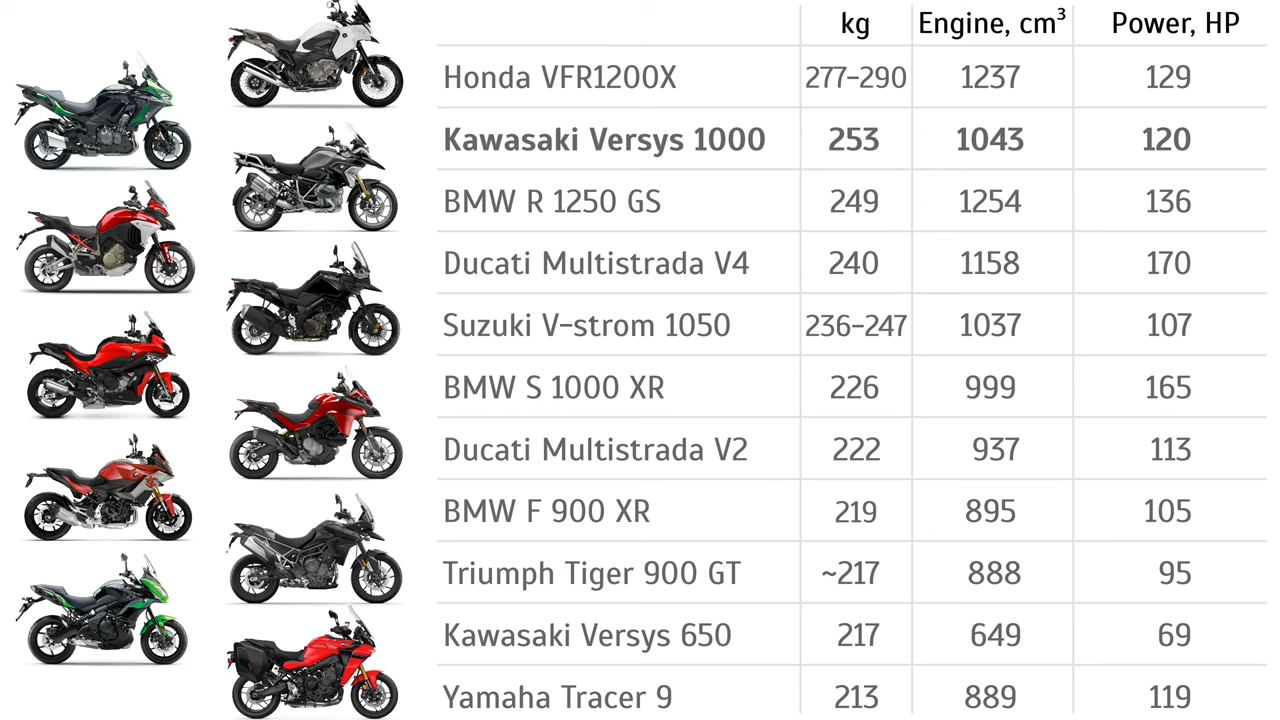 kg Engine, cm³ Power, HP
Honda VFR1200X 277-290 1237 129
Kawasaki Versys 1000 253 1043 120
BMW R 1250 GS 249 1254 136
Ducati Multistrada V4 240 1158 170
Suzuki V-strom 1050 236-247 1037 107
BMW S 1000 XR 226 999 165
Ducati Multistrada V2 222 937 113
BMW F 900 XR 219 895 105
Triumph Tiger 900 GT ~217 888 95
Kawasaki Versys 650 217 649 69
Yamaha Tracer 9 213 889 119